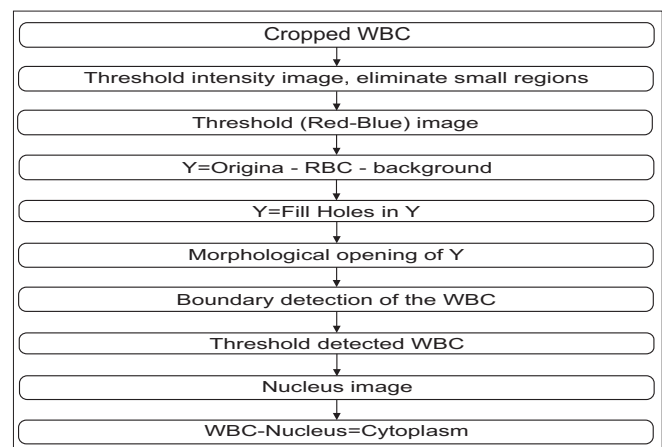 Cropped WBC
Threshold intensity image, eliminate small regions
Threshold (Red-Blue) image
Y=Origina - RBC - background
Y=Fill Holes in Y
Morphological opening of Y
Boundary detection of the WBC
Threshold detected WBC
Nucleus image
WBC-Nucleus=Cytoplasm